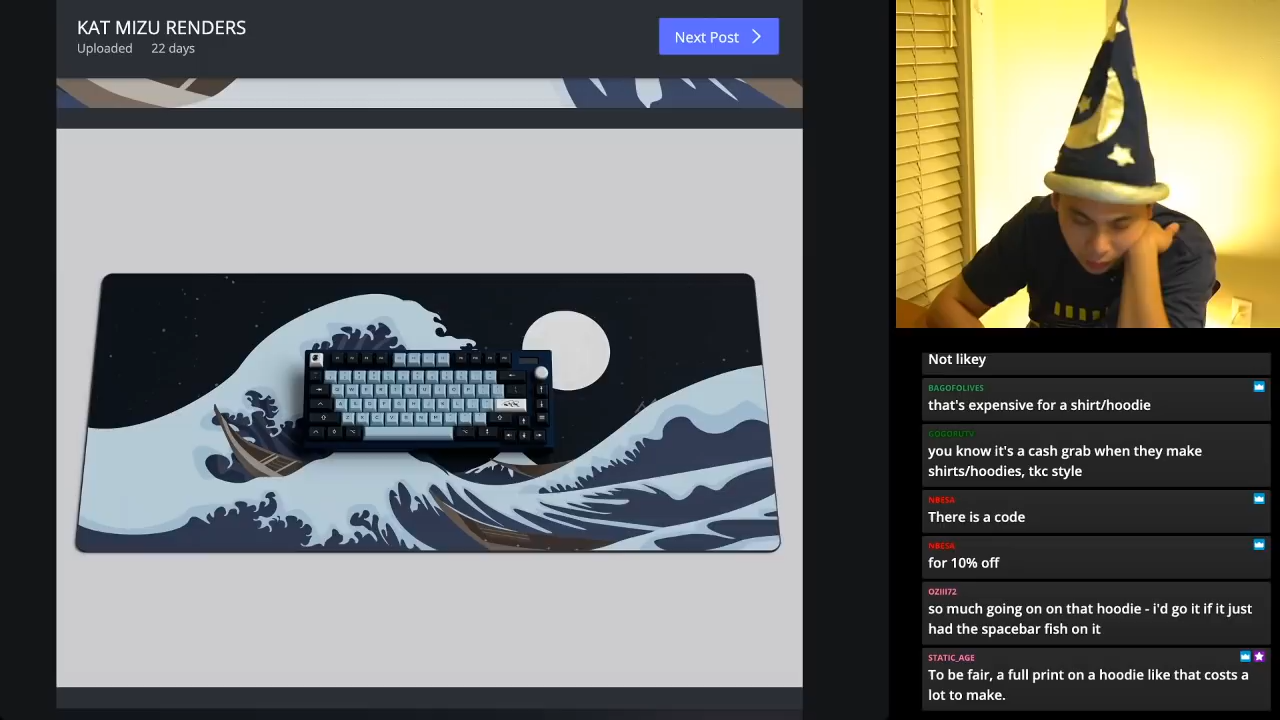 KAT MIZU RENDERS
Uploaded 22 days
Next Post
Not likey
BAGOFOLIVES
that's expensive for a shirt/hoodie
GOGORUTV
you know it's a cash grab when they make
shirts/hoodies, tkc style
NBESA
There is a code
NBESA
for 10% off
OZIII72
so much going on on that hoodie - i'd go it if it just
had the spacebar fish on it
STATIC_AGE
To be fair, a full print on a hoodie like that costs a
lot to make.